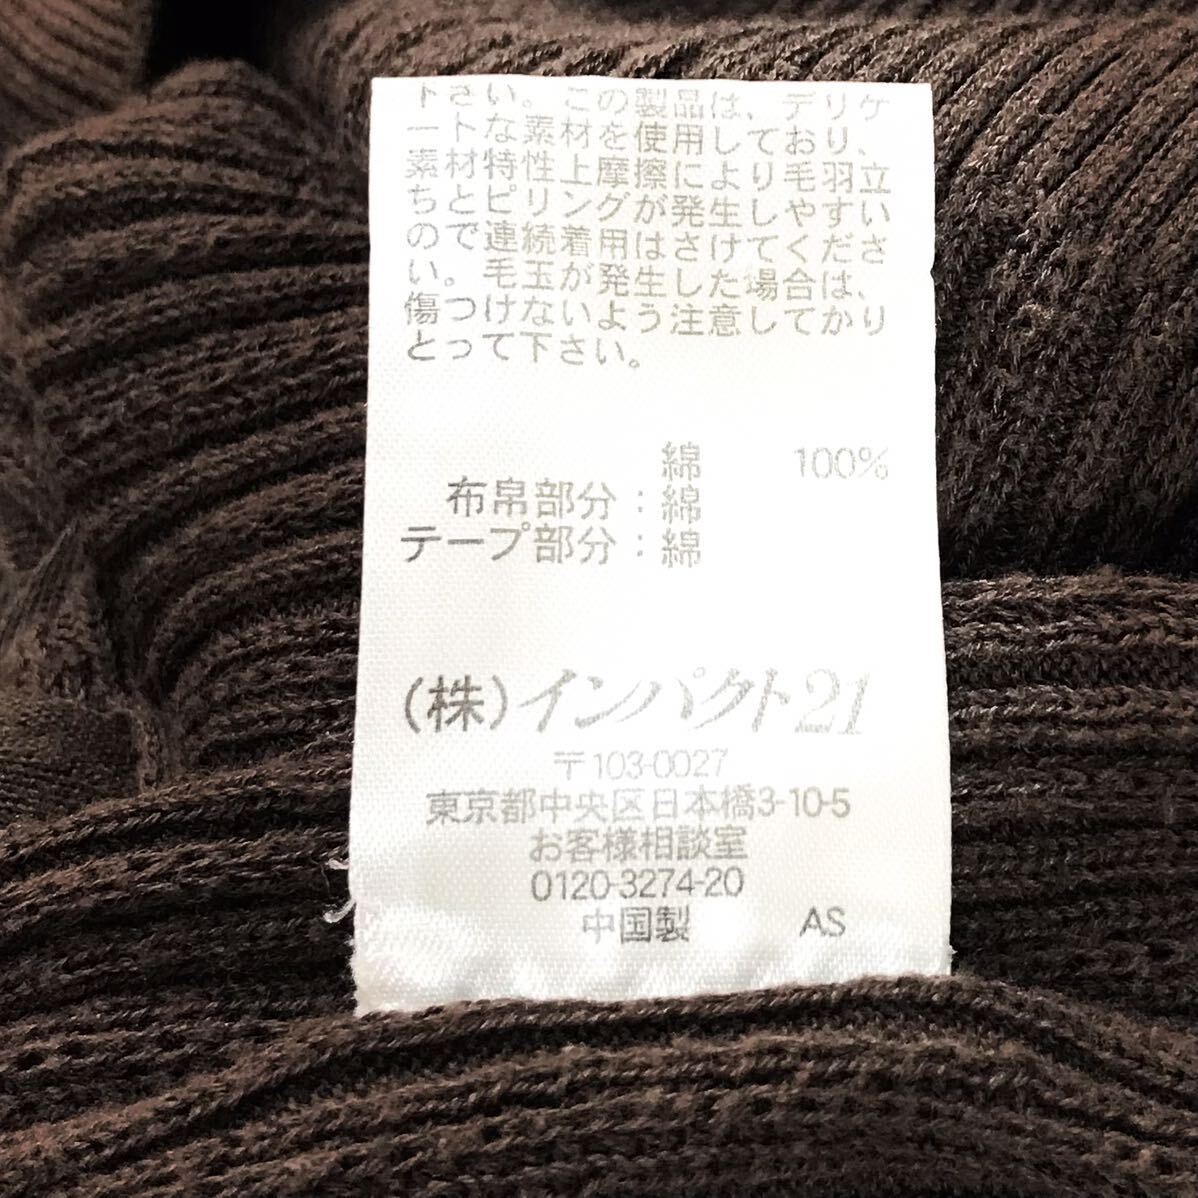 下さい。この製品は、デリケ
ートな素材を使用しており、
素材特性上摩擦により毛羽立
ちとピリングが発生しやすい
ので連続着用はさけてくださ
い。毛玉が発生した場合は、
傷つけないよう注意してかり
とって下さい。
綿 100%
布帛部分：綿
テープ部分：綿
(株)インパクト21
〒103-0027
東京都中央区日本橋3-10-5
お客様相談室
0120-3274-20
中国製 AS